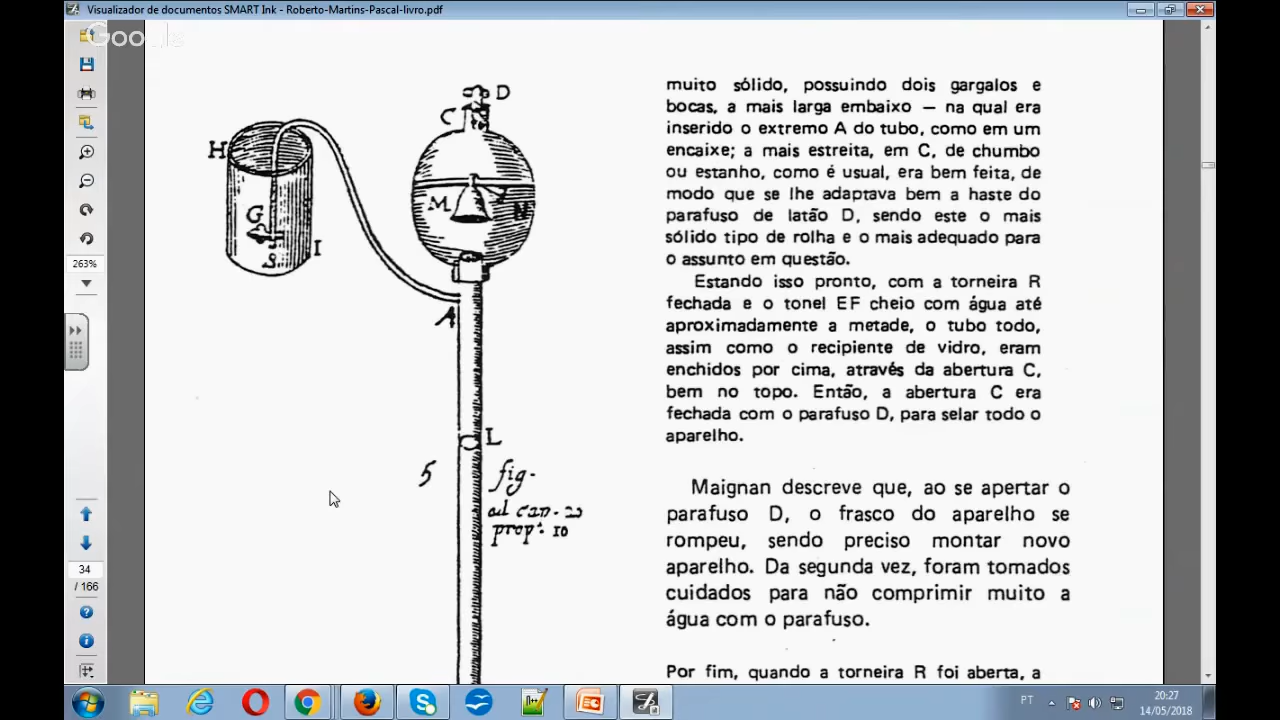 Visualizador de documentos SMART Ink - Roberto-Martins-Pascal-livro.pdf
Google
263%
34
/ 166
D
C
H
M
N
G
I
S
A
L
5 fig.
ad can. 20
prop. 10
muito sólido, possuindo dois gargalos e
bocas, a mais larga embaixo — na qual era
inserido o extremo A do tubo, como em um
encaixe; a mais estreita, em C, de chumbo
ou estanho, como é usual, era bem feita, de
modo que se lhe adaptava bem a haste do
parafuso de latão D, sendo este o mais
sólido tipo de rolha e o mais adequado para
o assunto em questão.
Estando isso pronto, com a torneira R
fechada e o tonel EF cheio com água até
aproximadamente a metade, o tubo todo,
assim como o recipiente de vidro, eram
enchidos por cima, através da abertura C,
bem no topo. Então, a abertura C era
fechada com o parafuso D, para selar todo o
aparelho.
Maignan descreve que, ao se apertar o
parafuso D, o frasco do aparelho se
rompeu, sendo preciso montar novo
aparelho. Da segunda vez, foram tomados
cuidados para não comprimir muito a
água com o parafuso.
Por fim, quando a torneira R foi aberta, a
PT
20:27
14/05/2018